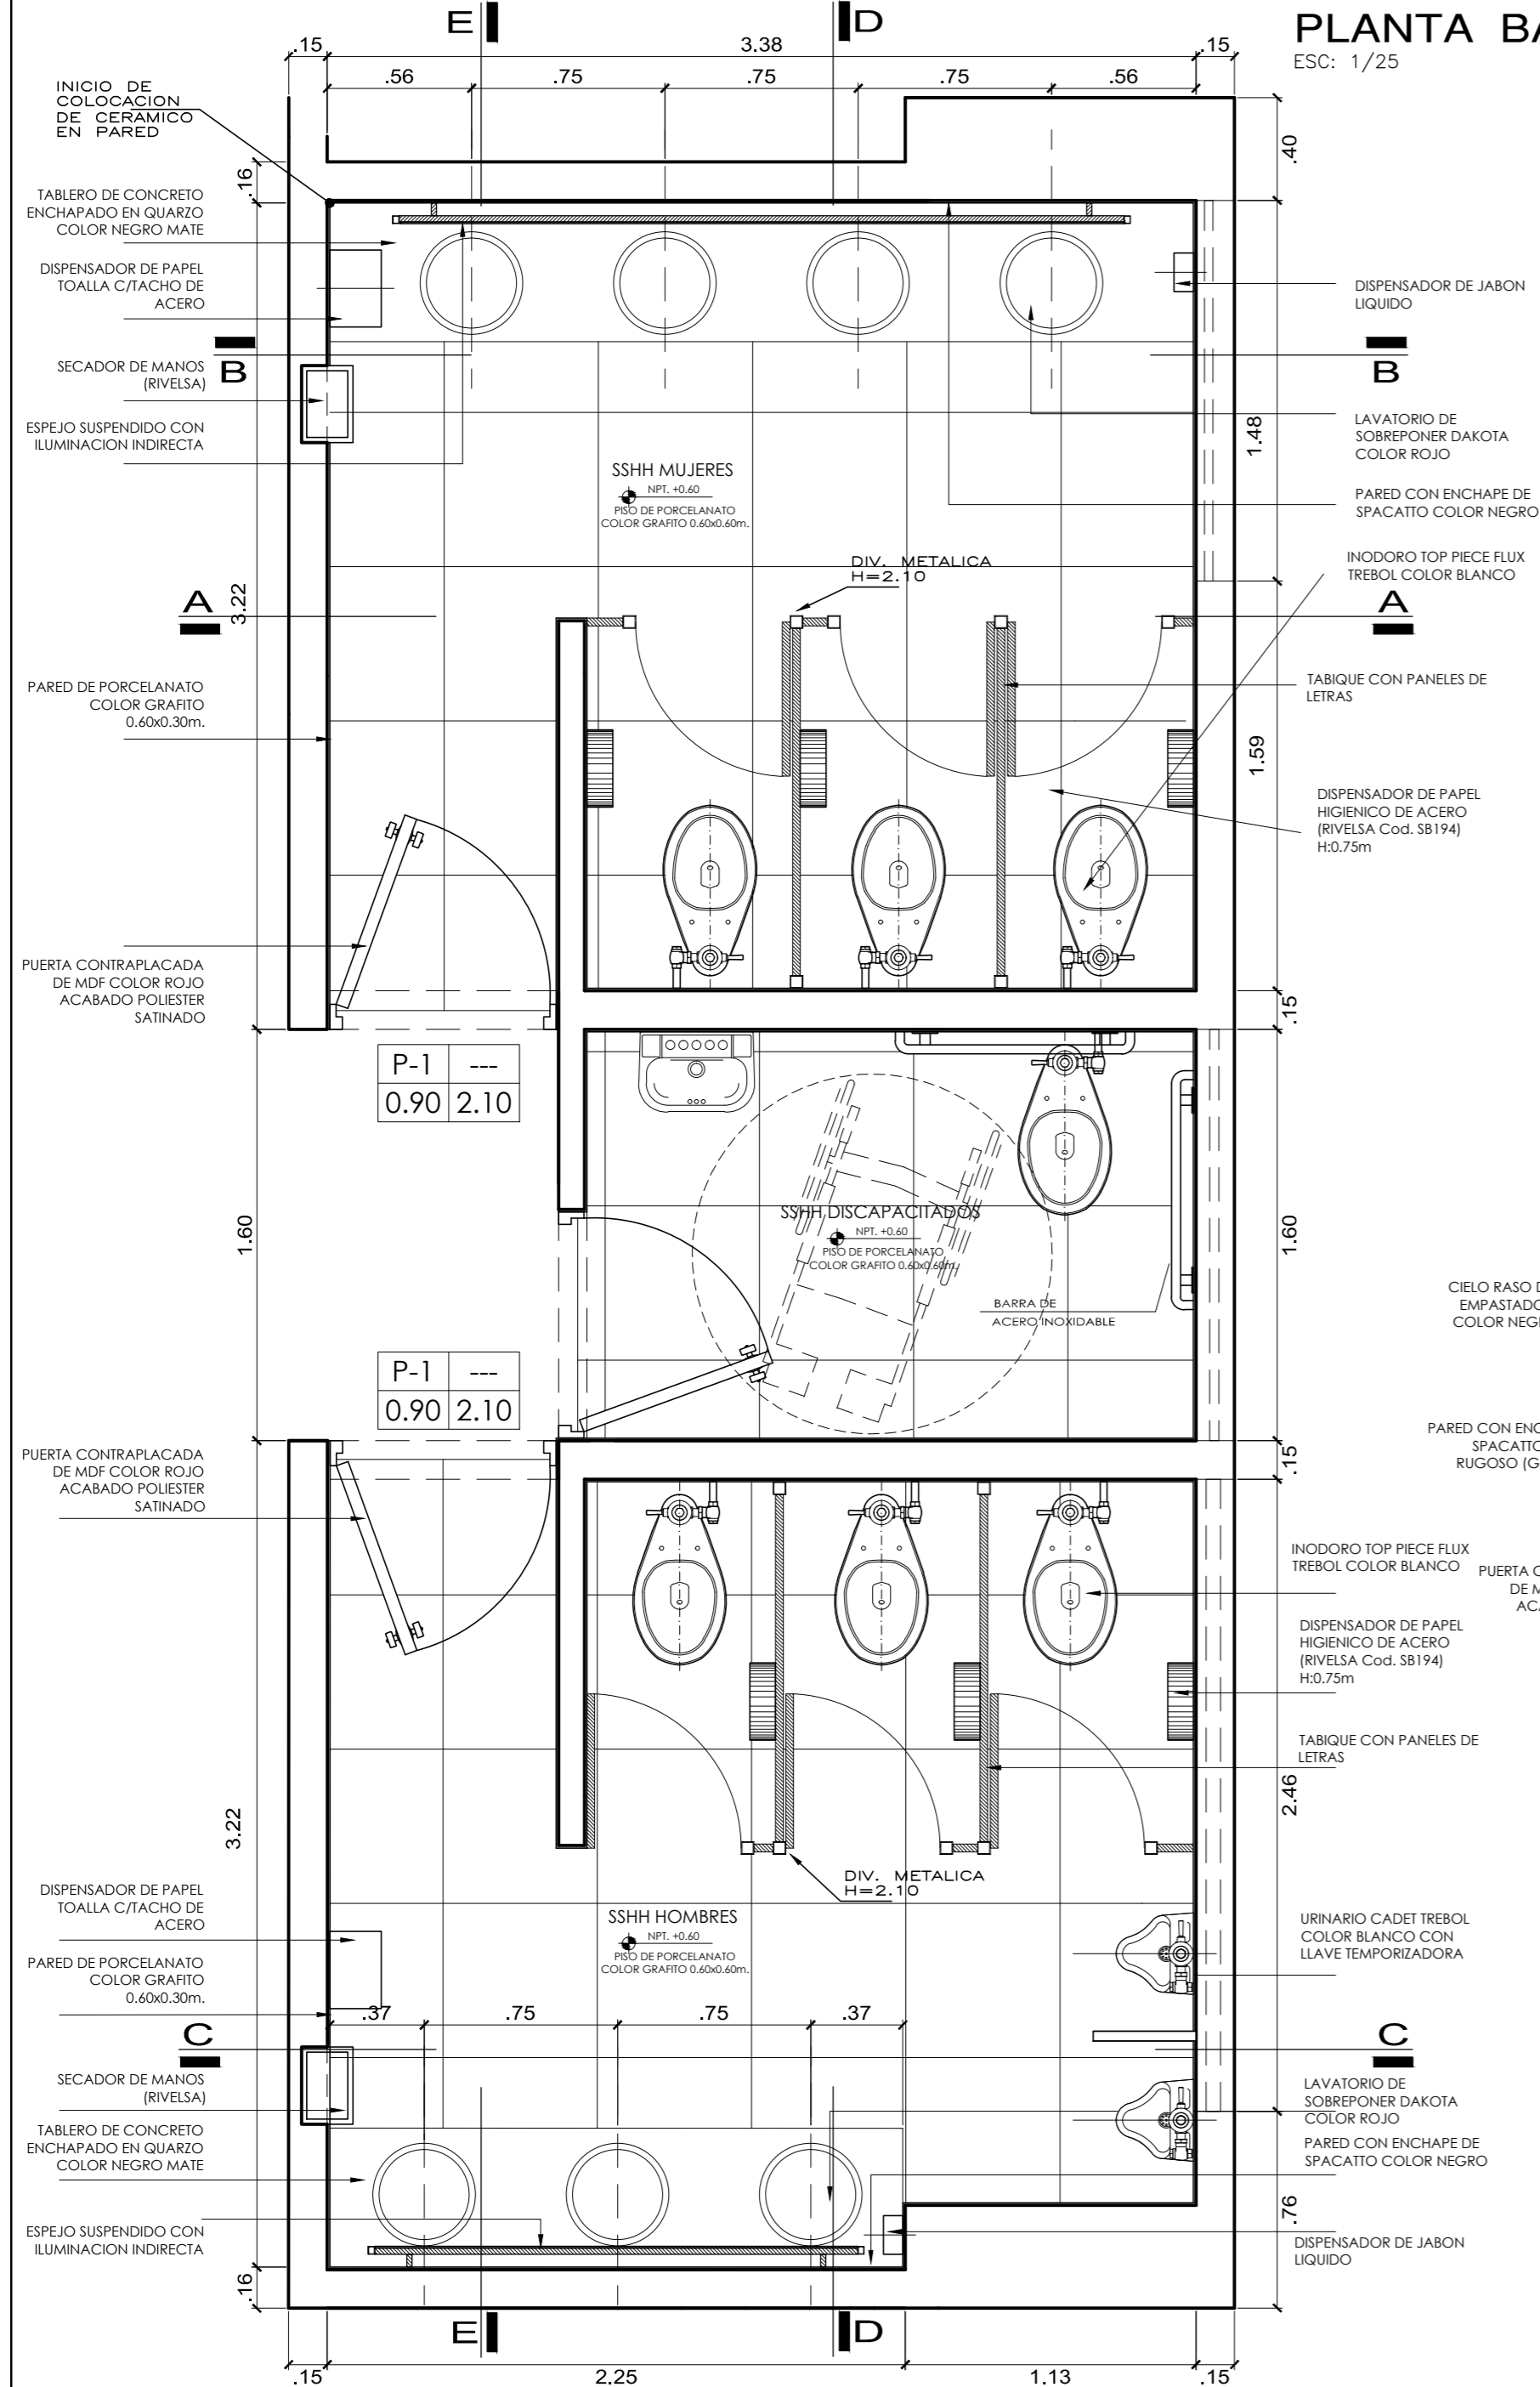 E
D
PLANTA BA
ESC: 1/25
.15
3.38
.15
.56
.75
.75
.75
.56
INICIO DE
COLOCACION
DE CERAMICO
EN PARED
.40
.16
TABLERO DE CONCRETO
ENCHAPADO EN QUARZO
COLOR NEGRO MATE
DISPENSADOR DE PAPEL
TOALLA C/TACHO DE
ACERO
DISPENSADOR DE JABON
LIQUIDO
B
B
SECADOR DE MANOS
(RIVELSA)
ESPEJO SUSPENDIDO CON
ILUMINACION INDIRECTA
1.48
LAVATORIO DE
SOBREPONER DAKOTA
COLOR ROJO
SSHH MUJERES
NPT. +0.60
PISO DE PORCELANATO
COLOR GRAFITO 0.60x0.60m.
PARED CON ENCHAPE DE
SPACATTO COLOR NEGRO
DIV. METALICA
H=2.10
INODORO TOP PIECE FLUX
TREBOL COLOR BLANCO
A
3.22
A
PARED DE PORCELANATO
COLOR GRAFITO
0.60x0.30m.
TABIQUE CON PANELES DE
LETRAS
1.59
DISPENSADOR DE PAPEL
HIGIENICO DE ACERO
(RIVELSA Cod. SB194)
H:0.75m
PUERTA CONTRAPLACADA
DE MDF COLOR ROJO
ACABADO POLIESTER
SATINADO
.15
P-1 ---
0.90 2.10
1.60
SSHH DISCAPACITADOS
NPT. +0.60
PISO DE PORCELANATO
COLOR GRAFITO 0.60x0.60m.
1.60
BARRA DE
ACERO INOXIDABLE
CIELO RASO D
EMPASTADO
COLOR NEG
P-1 ---
0.90 2.10
PARED CON ENC
SPACATTO
RUGOSO (G
PUERTA CONTRAPLACADA
DE MDF COLOR ROJO
ACABADO POLIESTER
SATINADO
.15
INODORO TOP PIECE FLUX
TREBOL COLOR BLANCO
PUERTA C
DE M
ACA
DISPENSADOR DE PAPEL
HIGIENICO DE ACERO
(RIVELSA Cod. SB194)
H:0.75m
TABIQUE CON PANELES DE
LETRAS
2.46
3.22
DIV. METALICA
H=2.10
DISPENSADOR DE PAPEL
TOALLA C/TACHO DE
ACERO
SSHH HOMBRES
NPT. +0.60
PISO DE PORCELANATO
COLOR GRAFITO 0.60x0.60m.
URINARIO CADET TREBOL
COLOR BLANCO CON
LLAVE TEMPORIZADORA
PARED DE PORCELANATO
COLOR GRAFITO
0.60x0.30m.
.37
.75
.75
.37
C
C
SECADOR DE MANOS
(RIVELSA)
LAVATORIO DE
SOBREPONER DAKOTA
COLOR ROJO
TABLERO DE CONCRETO
ENCHAPADO EN QUARZO
COLOR NEGRO MATE
PARED CON ENCHAPE DE
SPACATTO COLOR NEGRO
.76
ESPEJO SUSPENDIDO CON
ILUMINACION INDIRECTA
DISPENSADOR DE JABON
LIQUIDO
.16
E
D
.15
2.25
1.13
.15